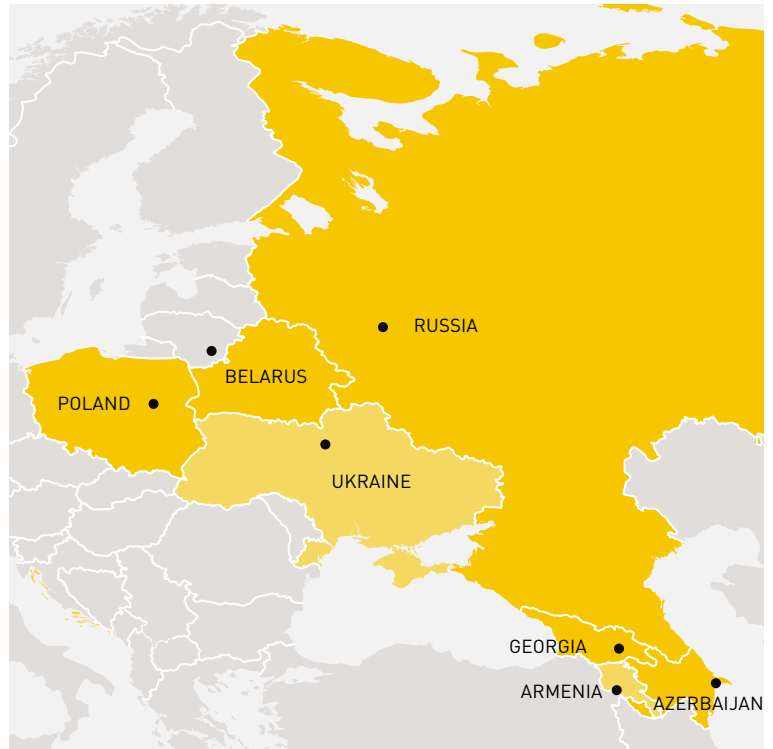 RUSSIA
BELARUS
POLAND
UKRAINE
GEORGIA
ARMENIA
AZERBAIJAN